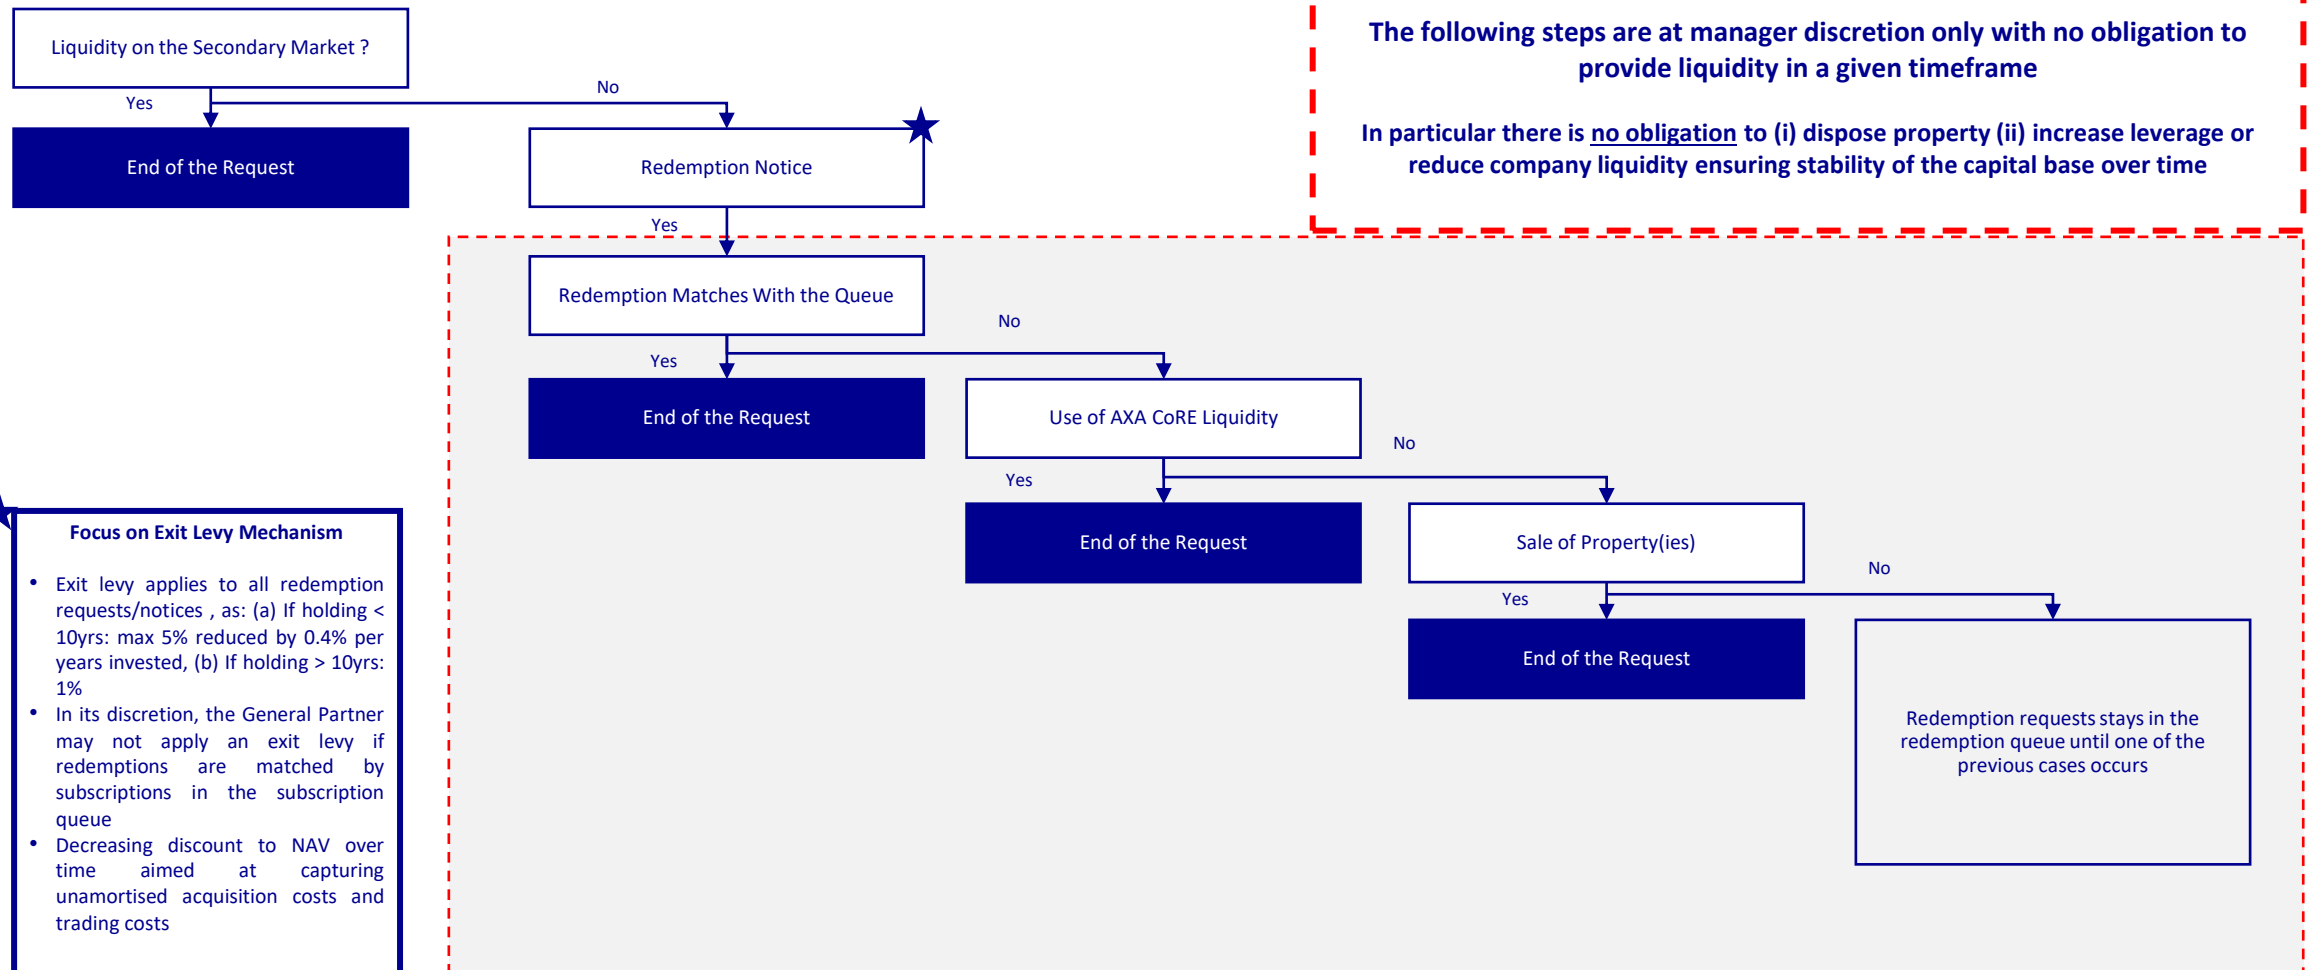 Liquidity on the Secondary Market ?
The following steps are at manager discretion only with no obligation to
provide liquidity in a given timeframe
In particular there is no obligation to (i) dispose property (ii) increase leverage or
reduce company liquidity ensuring stability of the capital base over time
Yes
No
End of the Request
Redemption Notice
Yes
Redemption Matches With the Queue
No
Yes
End of the Request
Use of AXA CoRE Liquidity
No
Yes
End of the Request
Sale of Property(ies)
No
Yes
End of the Request
Redemption requests stays in the
redemption queue until one of the
previous cases occurs
Focus on Exit Levy Mechanism
• Exit levy applies to all redemption
requests/notices , as: (a) If holding <
10yrs: max 5% reduced by 0.4% per
years invested, (b) If holding > 10yrs:
1%
• In its discretion, the General Partner
may not apply an exit levy if
redemptions are matched by
subscriptions in the subscription
queue
• Decreasing discount to NAV over
time aimed at capturing
unamortised acquisition costs and
trading costs